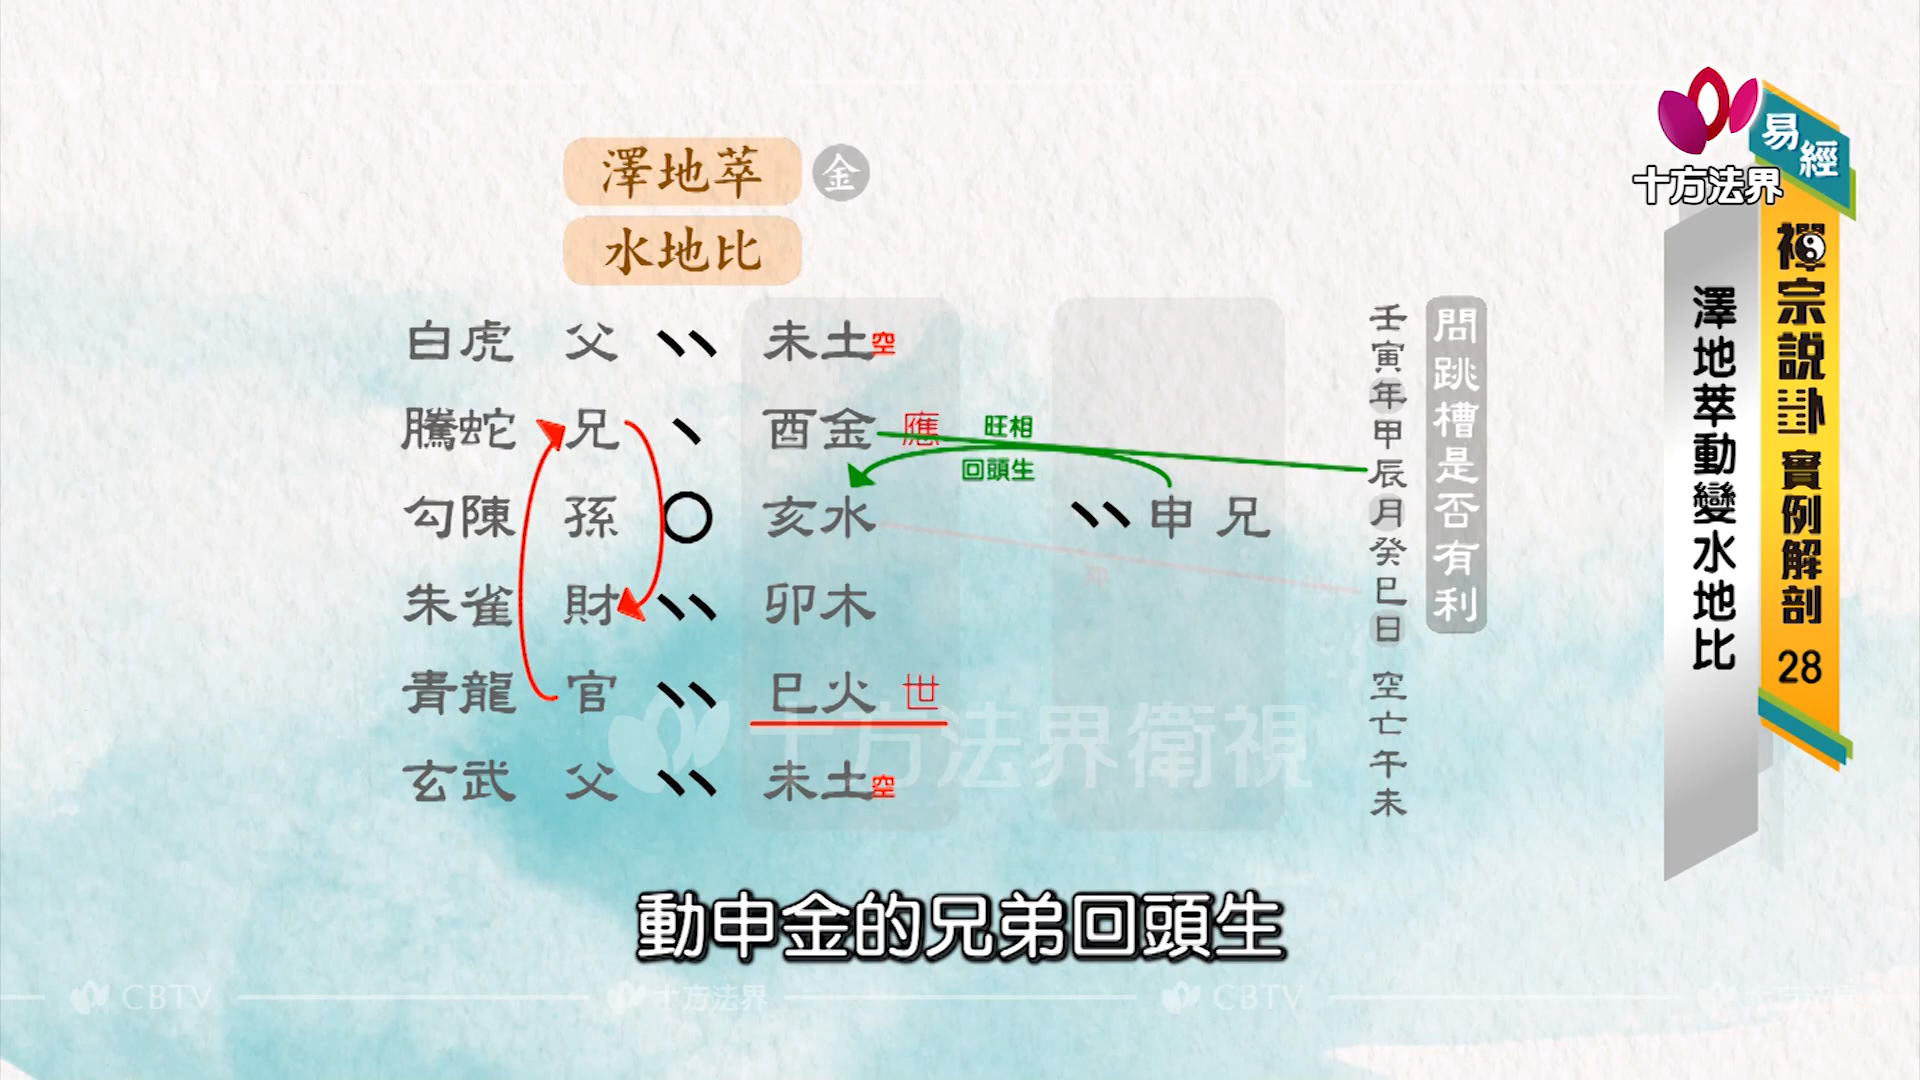 澤地萃 金
水地比
白虎 父 未土空
騰蛇 兄 酉金 應 旺相
回頭生
勾陳 孫 亥水 申 兄
朱雀 財 卯木
青龍 官 巳火 世
玄武 父 未土空
問跳槽是否有利
壬寅年甲辰月癸巳日 空亡午未
十方法界
易經
禪宗說卦 實例解剖 28
澤地萃動變水地比
十方法界衛視
動申金的兄弟回頭生
CBTV 十方法界 CBTV